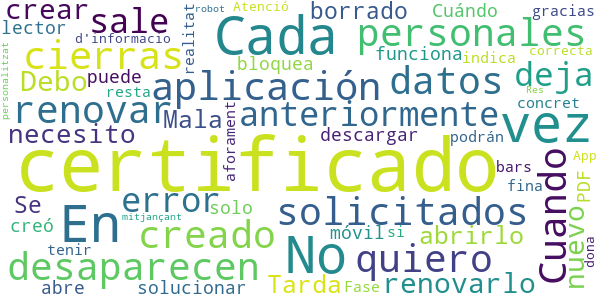 crear sale Cada borrado Cuándo gracias
lector d'informacio robot Atenció realitat personales
personalitzat cierras bloquea funciona indica correcta
Debo puede aplicación datos deja
resta concret
renovar Mala anteriormente vez
necesito aforament descargar podrán Res
certificado bars App
Se error solicitados Cuando fina PDF
creó En creado solo mitjançant No móvil si abrirlo nuevo dona
desaparecen quiero tenir
abre solucionar Tarda Fase renovarlo